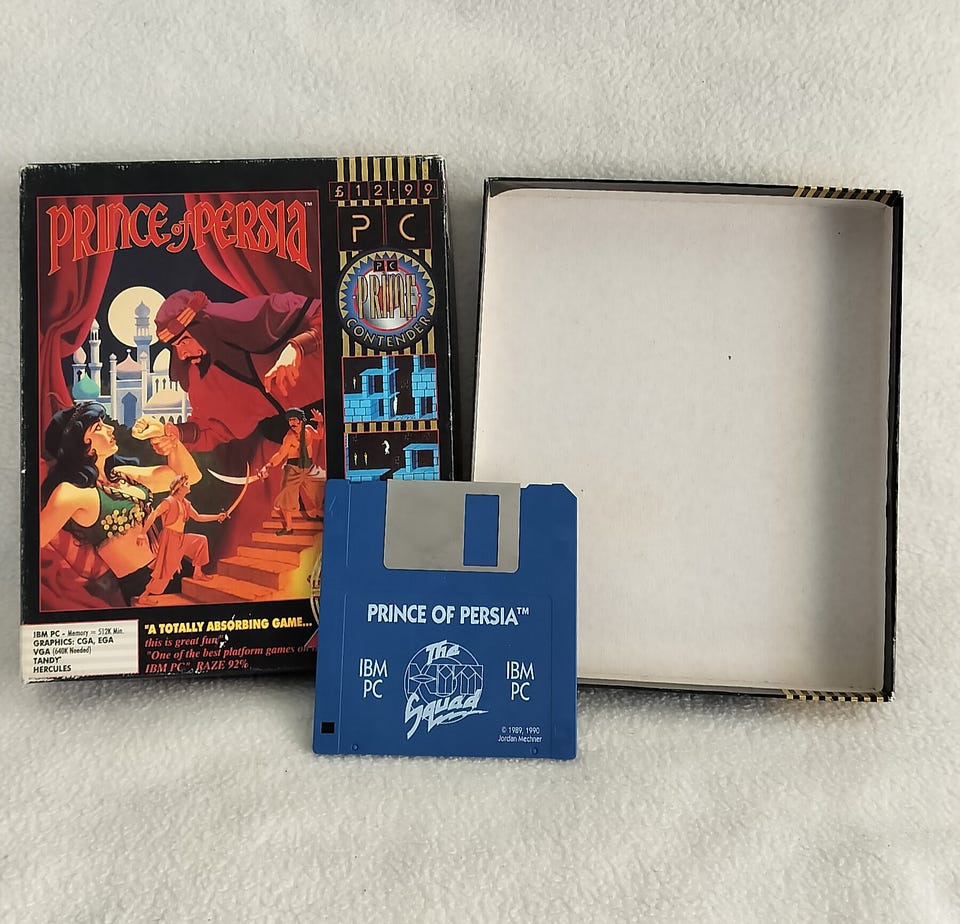 £12.99
PRINCE of PERSIA™
PC
PC
PRIME
CONTENDER
IBM PC - Memory = 512K Min.
GRAPHICS: CGA, EGA
VGA (640K Needed)
TANDY
HERCULES
"A TOTALLY ABSORBING GAME...
this is great fun"
"One of the best platform games on
IBM PC". RAZE 92%
PRINCE OF PERSIA™
The
Squad
IBM
PC
IBM
PC
© 1989, 1990
Jordan Mechner